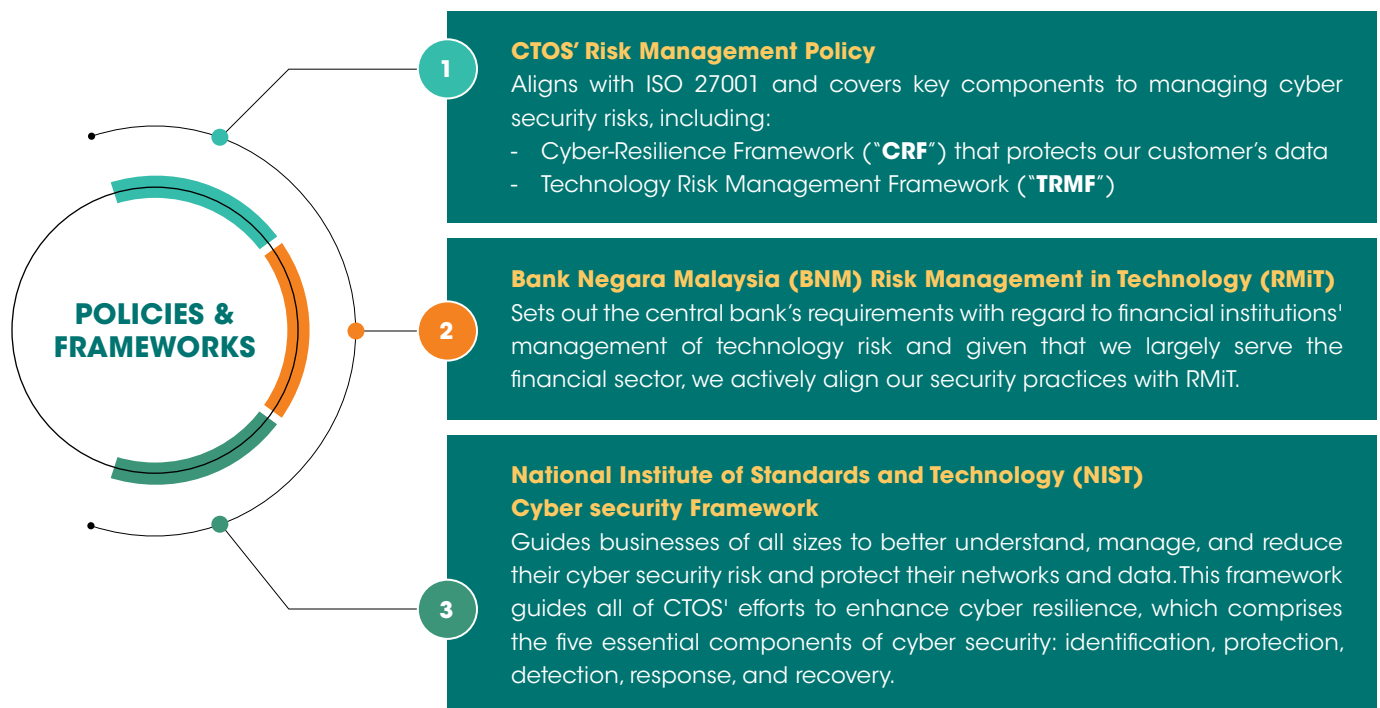 POLICIES &
FRAMEWORKS
1
CTOS’ Risk Management Policy
Aligns with ISO 27001 and covers key components to managing cyber
security risks, including:
- Cyber-Resilience Framework (“CRF”) that protects our customer’s data
- Technology Risk Management Framework (“TRMF”)
2
Bank Negara Malaysia (BNM) Risk Management in Technology (RMiT)
Sets out the central bank’s requirements with regard to financial institutions'
management of technology risk and given that we largely serve the
financial sector, we actively align our security practices with RMiT.
3
National Institute of Standards and Technology (NIST)
Cyber security Framework
Guides businesses of all sizes to better understand, manage, and reduce
their cyber security risk and protect their networks and data. This framework
guides all of CTOS' efforts to enhance cyber resilience, which comprises
the five essential components of cyber security: identification, protection,
detection, response, and recovery.